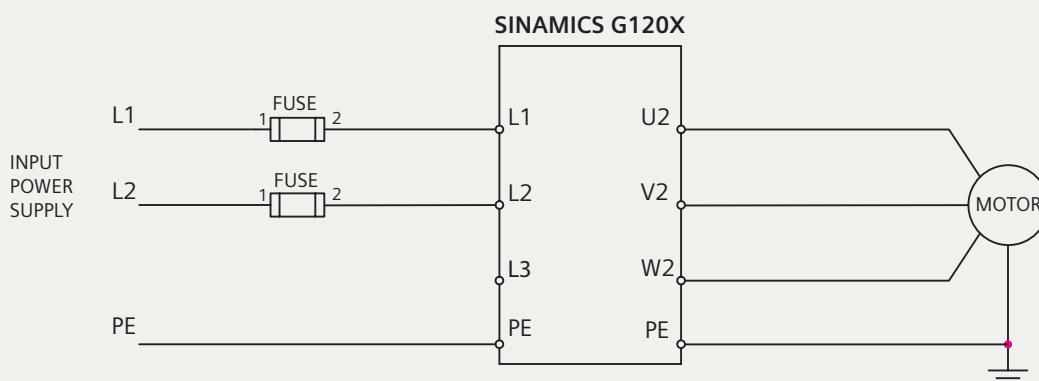 SINAMICS G120X
L1
1
FUSE
2
L1
U2
INPUT
POWER
SUPPLY
L2
1
FUSE
2
L2
V2
MOTOR
L3
W2
PE
PE
PE